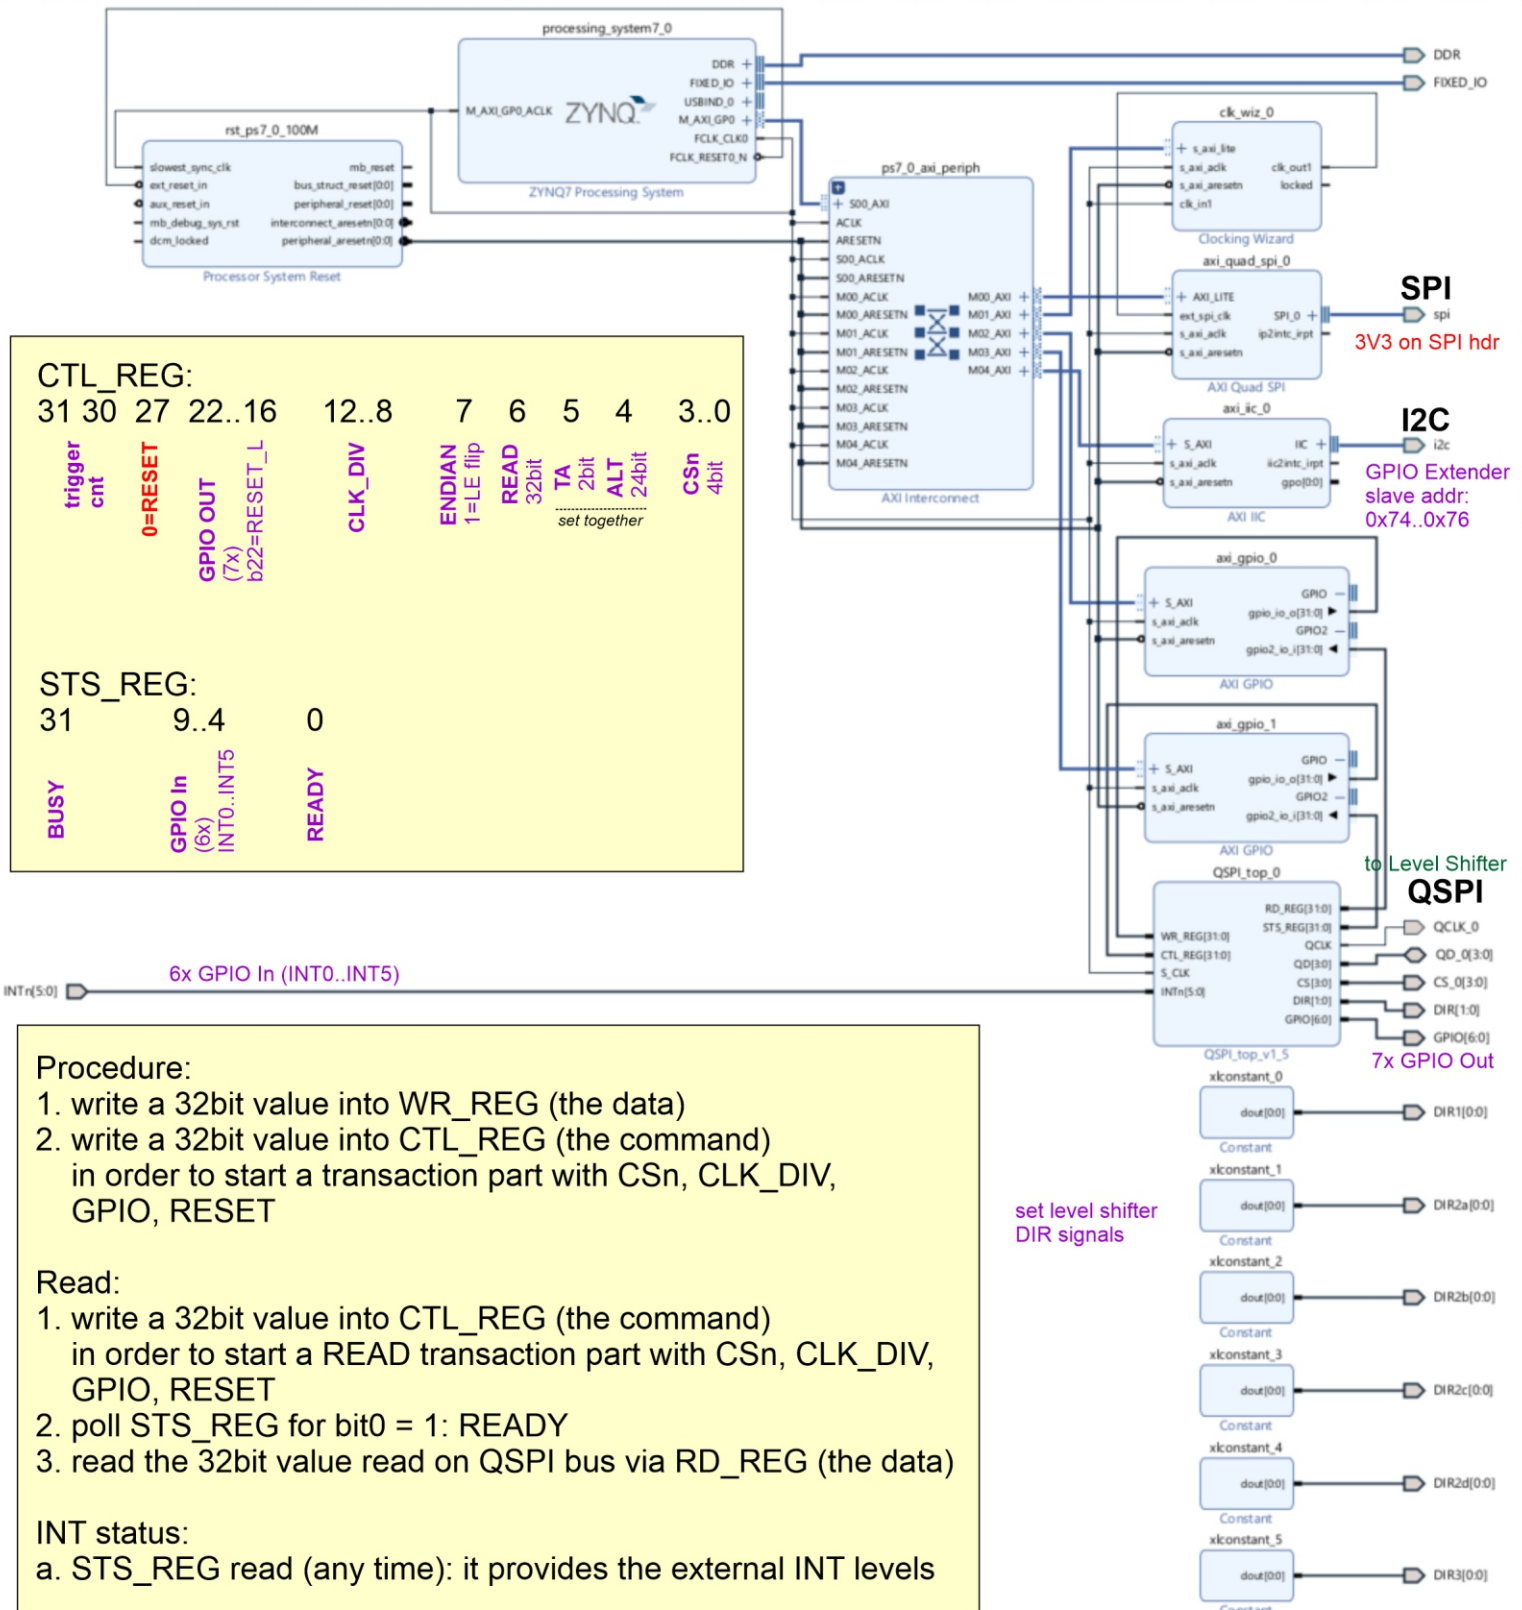 processing_system7_0
DDR
FIXED_IO
USBIND_0
M_AXI_GP0
FCLK_CLK0
FCLK_RESET0_N
M_AXI_GP0_ACLK
ZYNQ
ZYNQ7 Processing System
DDR
FIXED_IO
rst_ps7_0_100M
slowest_sync_clk
ext_reset_in
aux_reset_in
mb_debug_sys_rst
dcm_locked
mb_reset
bus_struct_reset[0:0]
peripheral_reset[0:0]
interconnect_aresetn[0:0]
peripheral_aresetn[0:0]
Processor System Reset
ps7_0_axi_periph
S00_AXI
ACLK
ARESETN
S00_ACLK
S00_ARESETN
M00_ACLK
M00_ARESETN
M01_ACLK
M01_ARESETN
M02_ACLK
M02_ARESETN
M03_ACLK
M03_ARESETN
M04_ACLK
M04_ARESETN
M00_AXI
M01_AXI
M02_AXI
M03_AXI
M04_AXI
AXI Interconnect
clk_wiz_0
s_axi_lite
s_axi_aclk
s_axi_aresetn
clk_in1
clk_out1
locked
Clocking Wizard
axi_quad_spi_0
AXI_LITE
ext_spi_clk
s_axi_aclk
s_axi_aresetn
SPI_0
ip2intc_irpt
AXI Quad SPI
SPI
spi
3V3 on SPI hdr
axi_iic_0
S_AXI
s_axi_aclk
s_axi_aresetn
IIC
iic2intc_irpt
gpo[0:0]
AXI IIC
I2C
i2c
GPIO Extender
slave addr:
0x74..0x76
axi_gpio_0
S_AXI
s_axi_aclk
s_axi_aresetn
GPIO
gpio_io_o[31:0]
GPIO2
gpio2_io_i[31:0]
AXI GPIO
axi_gpio_1
S_AXI
s_axi_aclk
s_axi_aresetn
GPIO
gpio_io_o[31:0]
GPIO2
gpio2_io_i[31:0]
AXI GPIO
CTL_REG:
31 30 27 22..16 12..8 7 6 5 4 3..0
trigger
cnt
0=RESET
GPIO OUT
(7x)
b22=RESET_L
CLK_DIV
ENDIAN
1=LE flip
READ
32bit
TA
2bit
ALT
24bit
set together
CSn
4bit
STS_REG:
31 9..4 0
BUSY
GPIO In
(6x)
INT0..INT5
READY
to Level Shifter
QSPI
QSPI_top_0
WR_REG[31:0]
CTL_REG[31:0]
S_CLK
INTn[5:0]
RD_REG[31:0]
STS_REG[31:0]
QCLK
QD[3:0]
CS[3:0]
DIR[1:0]
GPIO[6:0]
QSPI_top_v1_5
QCLK_0
QD_0[3:0]
CS_0[3:0]
DIR[1:0]
GPIO[6:0]
7x GPIO Out
6x GPIO In (INT0..INT5)
INTn[5:0]
Procedure:
1. write a 32bit value into WR_REG (the data)
2. write a 32bit value into CTL_REG (the command)
in order to start a transaction part with CSn, CLK_DIV,
GPIO, RESET
Read:
1. write a 32bit value into CTL_REG (the command)
in order to start a READ transaction part with CSn, CLK_DIV,
GPIO, RESET
2. poll STS_REG for bit0 = 1: READY
3. read the 32bit value read on QSPI bus via RD_REG (the data)
INT status:
a. STS_REG read (any time): it provides the external INT levels
set level shifter
DIR signals
xlconstant_0
dout[0:0]
Constant
DIR1[0:0]
xlconstant_1
dout[0:0]
Constant
DIR2a[0:0]
xlconstant_2
dout[0:0]
Constant
DIR2b[0:0]
xlconstant_3
dout[0:0]
Constant
DIR2c[0:0]
xlconstant_4
dout[0:0]
Constant
DIR2d[0:0]
xlconstant_5
dout[0:0]
Constant
DIR3[0:0]